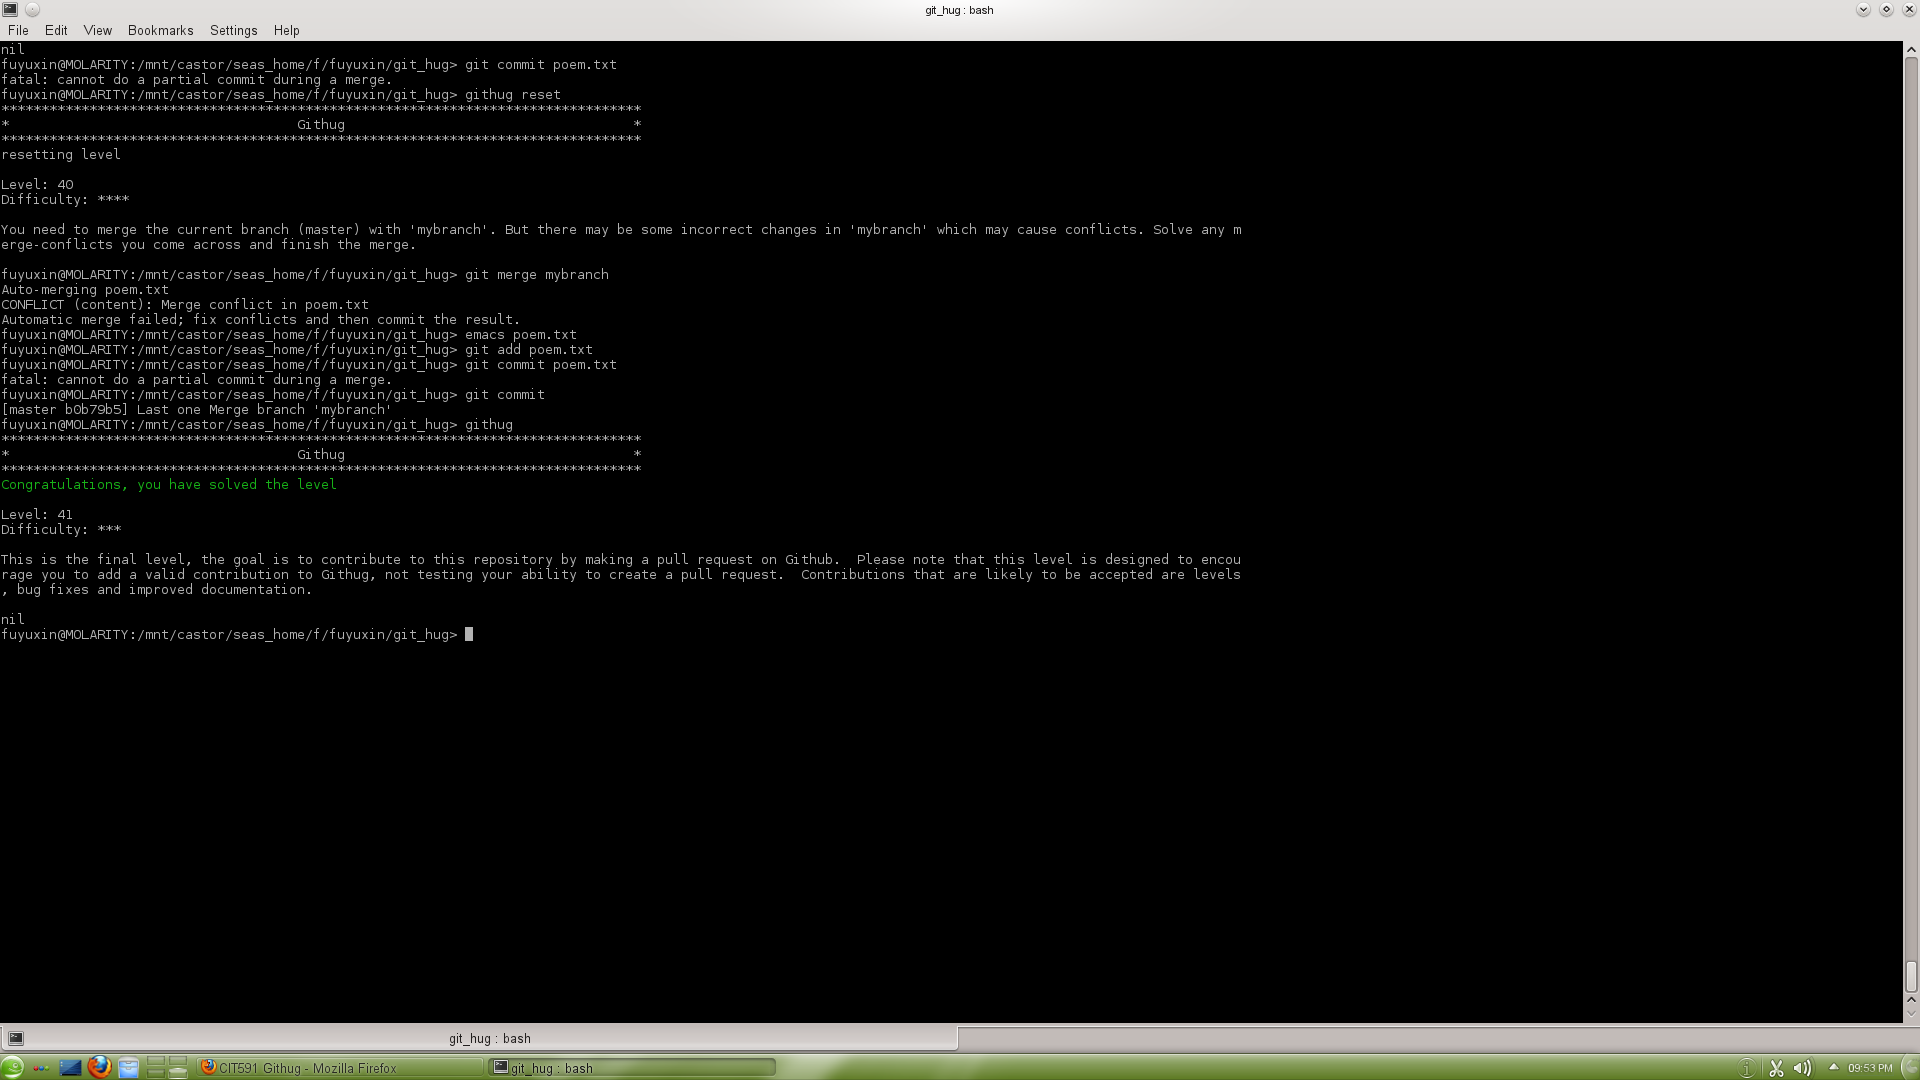 git_hug : bash
File Edit View Bookmarks Settings Help
nil
fuyuxin@MOLARITY:/mnt/castor/seas_home/f/fuyuxin/git_hug> git commit poem.txt
fatal: cannot do a partial commit during a merge.
fuyuxin@MOLARITY:/mnt/castor/seas_home/f/fuyuxin/git_hug> githug reset
********************************************************************************
* Githug *
********************************************************************************
resetting level
Level: 40
Difficulty: ****
You need to merge the current branch (master) with 'mybranch'. But there may be some incorrect changes in 'mybranch' which may cause conflicts. Solve any m
erge-conflicts you come across and finish the merge.
fuyuxin@MOLARITY:/mnt/castor/seas_home/f/fuyuxin/git_hug> git merge mybranch
Auto-merging poem.txt
CONFLICT (content): Merge conflict in poem.txt
Automatic merge failed; fix conflicts and then commit the result.
fuyuxin@MOLARITY:/mnt/castor/seas_home/f/fuyuxin/git_hug> emacs poem.txt
fuyuxin@MOLARITY:/mnt/castor/seas_home/f/fuyuxin/git_hug> git add poem.txt
fuyuxin@MOLARITY:/mnt/castor/seas_home/f/fuyuxin/git_hug> git commit poem.txt
fatal: cannot do a partial commit during a merge.
fuyuxin@MOLARITY:/mnt/castor/seas_home/f/fuyuxin/git_hug> git commit
[master b0b79b5] Last one Merge branch 'mybranch'
fuyuxin@MOLARITY:/mnt/castor/seas_home/f/fuyuxin/git_hug> githug
********************************************************************************
* Githug *
********************************************************************************
Congratulations, you have solved the level
Level: 41
Difficulty: ***
This is the final level, the goal is to contribute to this repository by making a pull request on Github.  Please note that this level is designed to encou
rage you to add a valid contribution to Githug, not testing your ability to create a pull request.  Contributions that are likely to be accepted are levels
, bug fixes and improved documentation.
nil
fuyuxin@MOLARITY:/mnt/castor/seas_home/f/fuyuxin/git_hug>
git_hug : bash
CIT591 Githug - Mozilla Firefox git_hug : bash 09:53 PM